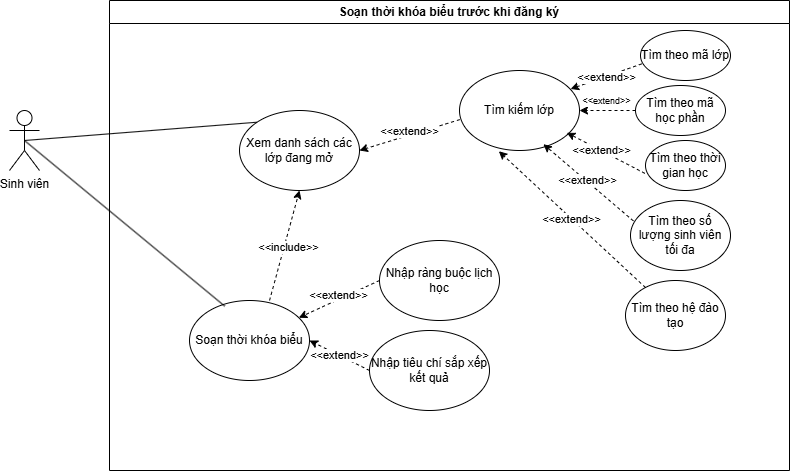 Soạn thời khóa biểu trước khi đăng ký
Tìm theo mã lớp
<<extend>>
Tìm kiếm lớp
<<extend>>
Tìm theo mã
học phần
<<extend>>
Xem danh sách các
lớp đang mở
<<extend>>
Tìm theo thời
gian học
Sinh viên
<<extend>>
Tìm theo số
lượng sinh viên
tối đa
<<extend>>
<<include>>
Nhập ràng buộc lịch
học
<<extend>>
Tìm theo hệ đào
tạo
Soạn thời khóa biểu
<<extend>>
Nhập tiêu chí sắp xếp
kết quả